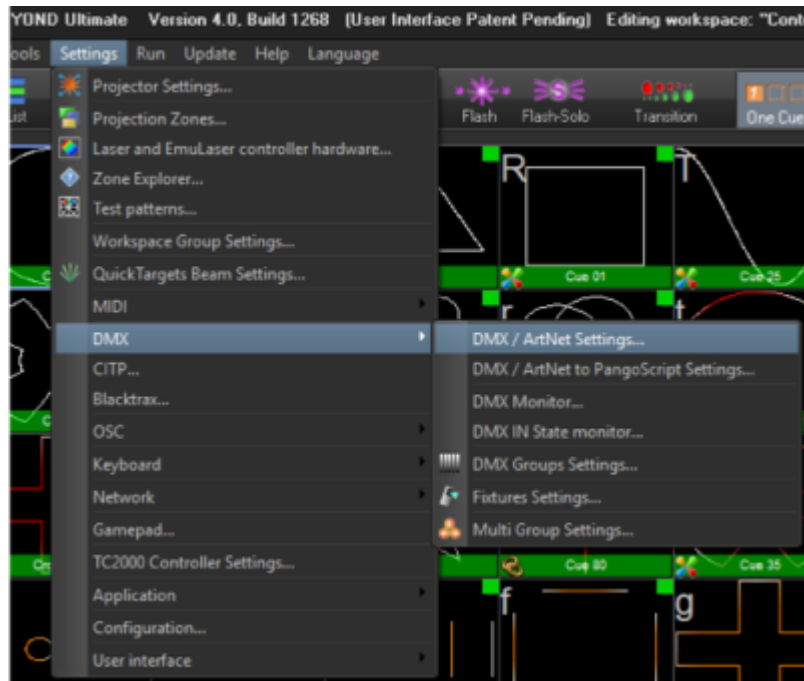 YOND Ultimate Version 4.0, Build 1268 (User Interface Patent Pending) Editing workspace: "Cont
ools Settings Run Update Help Language
List
Flash Flash-Solo Transition One Cue
Projector Settings...
Projection Zones...
Laser and EmuLaser controller hardware...
Zone Explorer...
Test patterns...
Workspace Group Settings...
QuickTargets Beam Settings...
MIDI
DMX
CITP...
Blacktrax...
OSC
Keyboard
Network
Gamepad...
TC2000 Controller Settings...
Application
Configuration...
User interface
DMX / ArtNet Settings...
DMX / ArtNet to PangoScript Settings...
DMX Monitor...
DMX IN State monitor...
DMX Groups Settings...
Fixtures Settings...
Multi Group Settings...
R T
Cue 01 Cue 25
r t
Cue 80 Cue 35
f g